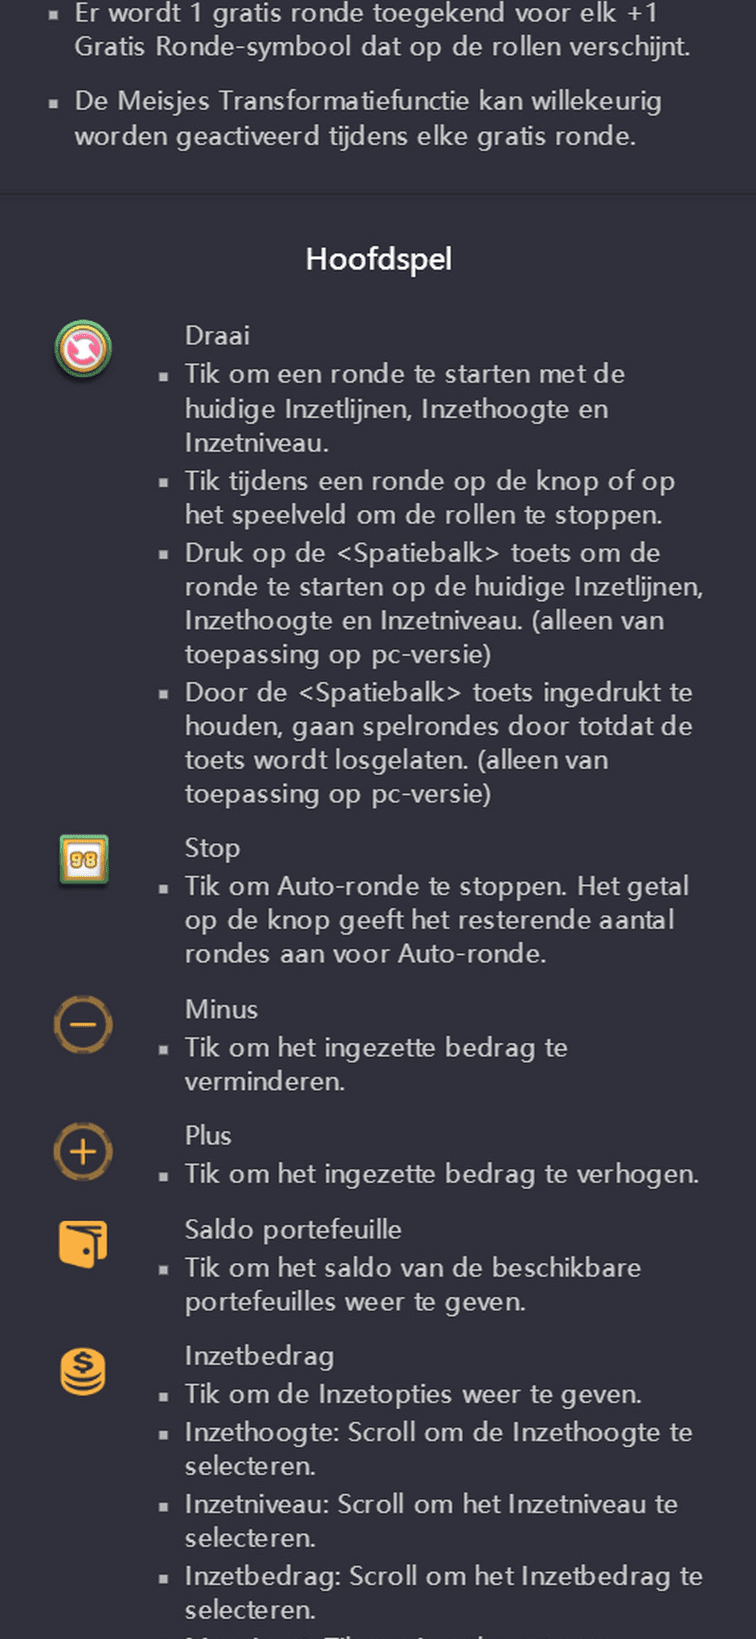 ▪ Er wordt 1 gratis ronde toegekend voor elk +1
Gratis Ronde-symbool dat op de rollen verschijnt.
▪ De Meisjes Transformatiefunctie kan willekeurig
worden geactiveerd tijdens elke gratis ronde.
Hoofdspel
Draai
▪ Tik om een ronde te starten met de
huidige Inzetlijnen, Inzethoogte en
Inzetniveau.
▪ Tik tijdens een ronde op de knop of op
het speelveld om de rollen te stoppen.
▪ Druk op de <Spatiebalk> toets om de
ronde te starten op de huidige Inzetlijnen,
Inzethoogte en Inzetniveau. (alleen van
toepassing op pc-versie)
▪ Door de <Spatiebalk> toets ingedrukt te
houden, gaan spelrondes door totdat de
toets wordt losgelaten. (alleen van
toepassing op pc-versie)
98
Stop
▪ Tik om Auto-ronde te stoppen. Het getal
op de knop geeft het resterende aantal
rondes aan voor Auto-ronde.
Minus
▪ Tik om het ingezette bedrag te
verminderen.
Plus
▪ Tik om het ingezette bedrag te verhogen.
Saldo portefeuille
▪ Tik om het saldo van de beschikbare
portefeuilles weer te geven.
$
Inzetbedrag
▪ Tik om de Inzetopties weer te geven.
▪ Inzethoogte: Scroll om de Inzethoogte te
selecteren.
▪ Inzetniveau: Scroll om het Inzetniveau te
selecteren.
▪ Inzetbedrag: Scroll om het Inzetbedrag te
selecteren.